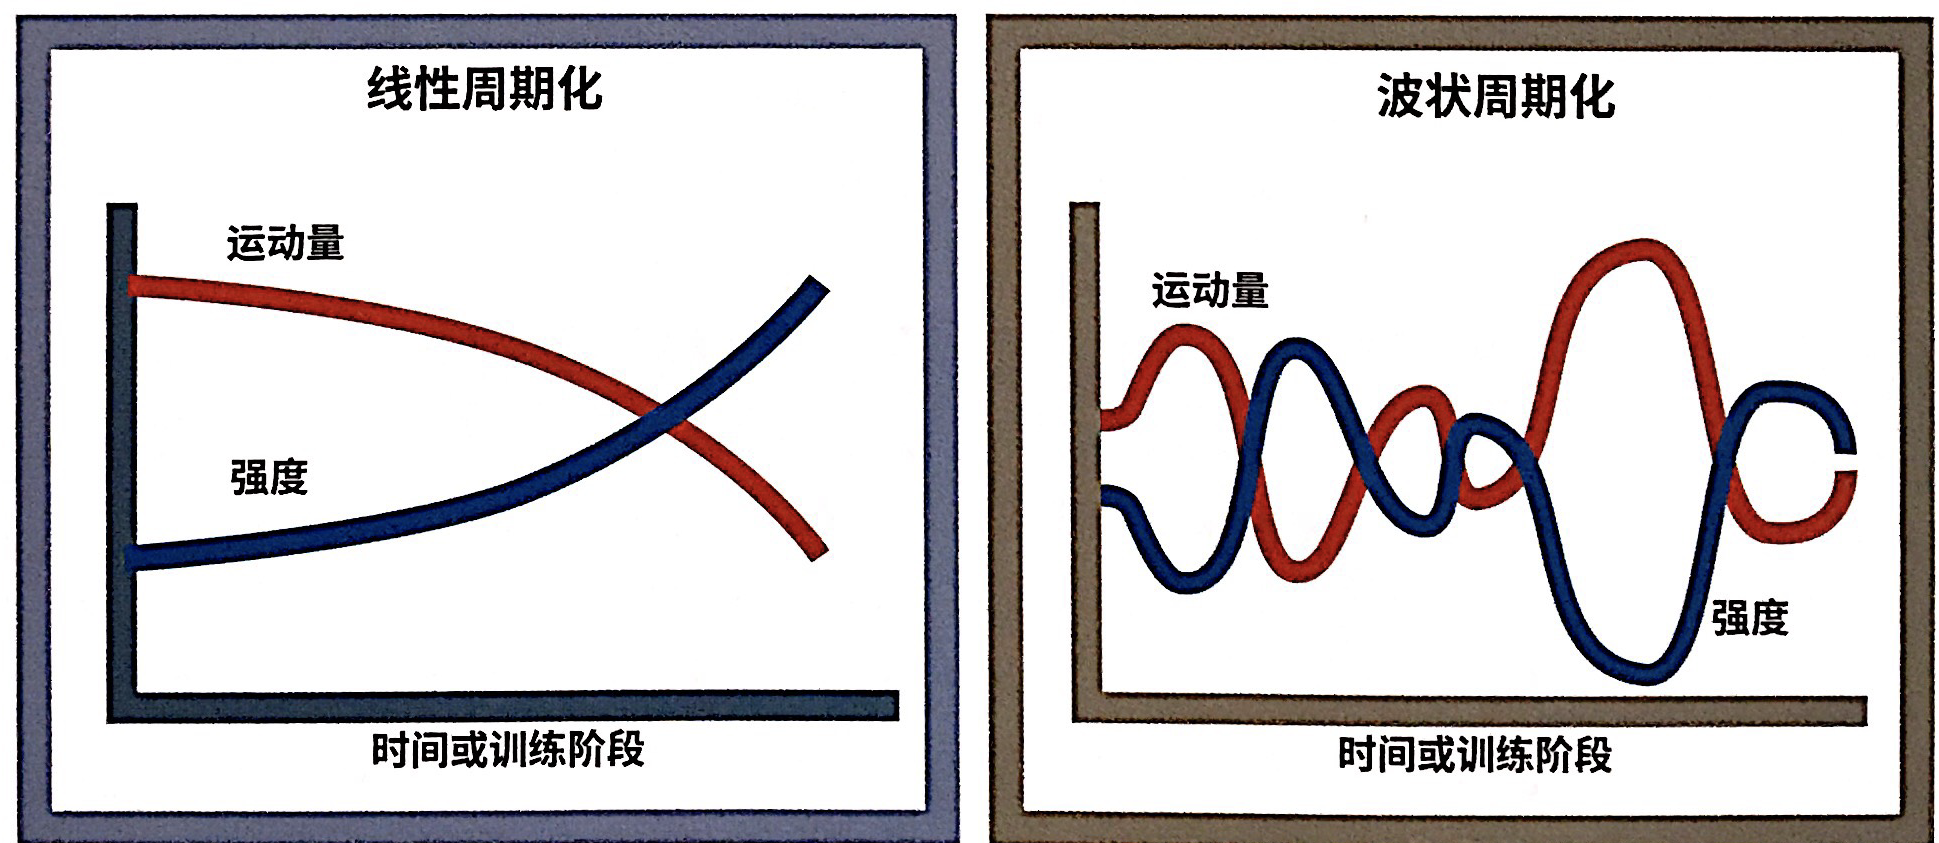 线性周期化
运动量
强度
时间或训练阶段
波状周期化
运动量
强度
时间或训练阶段